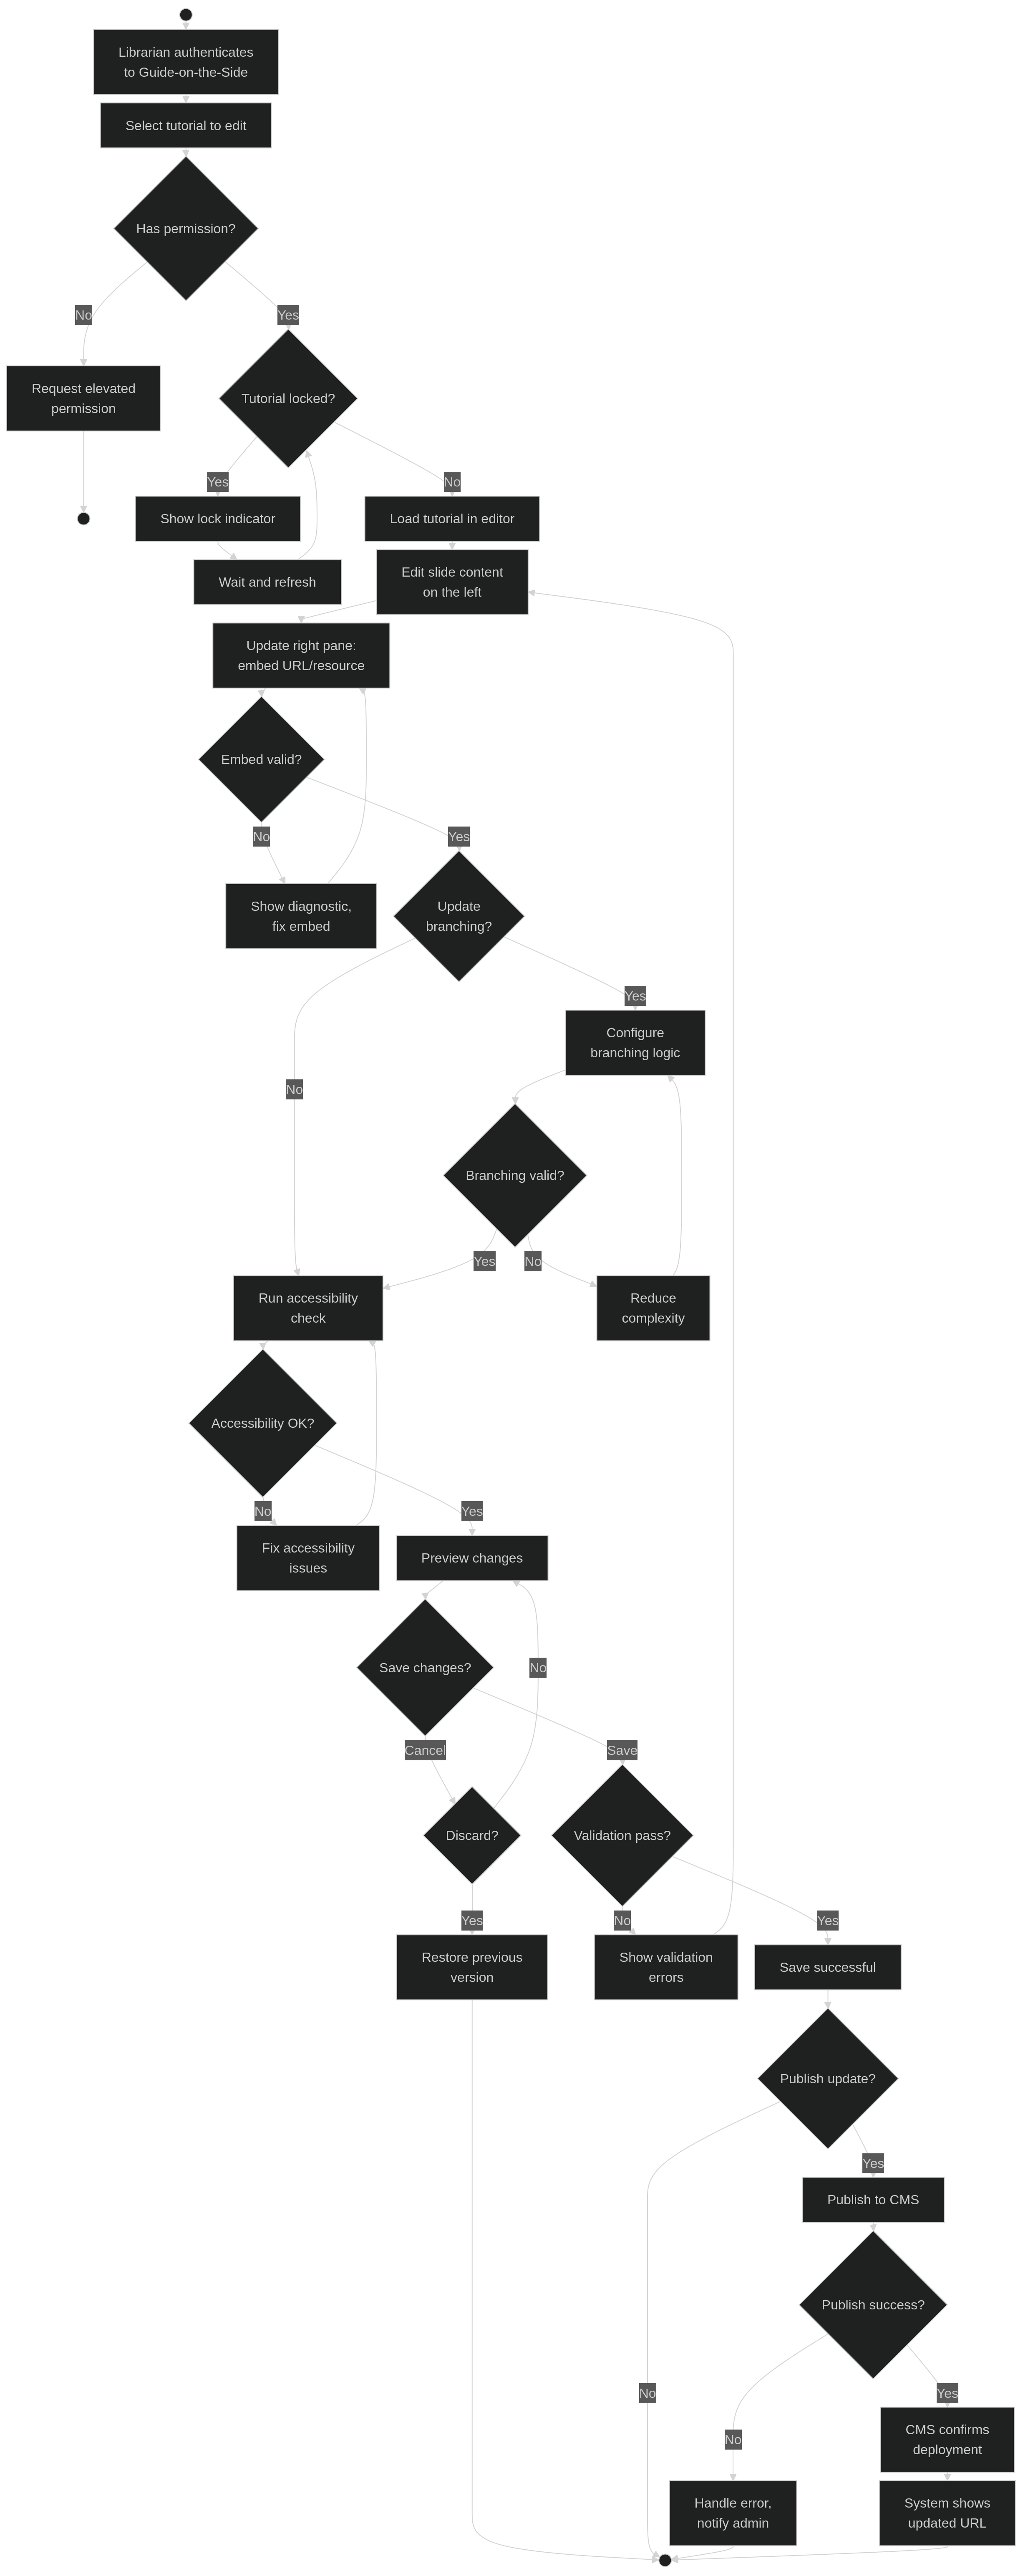 Librarian authenticates
to Guide-on-the-Side
Select tutorial to edit
Has permission?
No
Yes
Request elevated
permission
Tutorial locked?
Yes
No
Show lock indicator
Load tutorial in editor
Wait and refresh
Edit slide content
on the left
Update right pane:
embed URL/resource
Embed valid?
No
Yes
Show diagnostic,
fix embed
Update
branching?
Yes
Configure
branching logic
No
Branching valid?
Yes
No
Run accessibility
check
Reduce
complexity
Accessibility OK?
No
Yes
Fix accessibility
issues
Preview changes
Save changes?
No
Cancel
Save
Discard?
Validation pass?
Yes
No
Yes
Restore previous
version
Show validation
errors
Save successful
Publish update?
Yes
Publish to CMS
Publish success?
No
Yes
No
CMS confirms
deployment
Handle error,
notify admin
System shows
updated URL